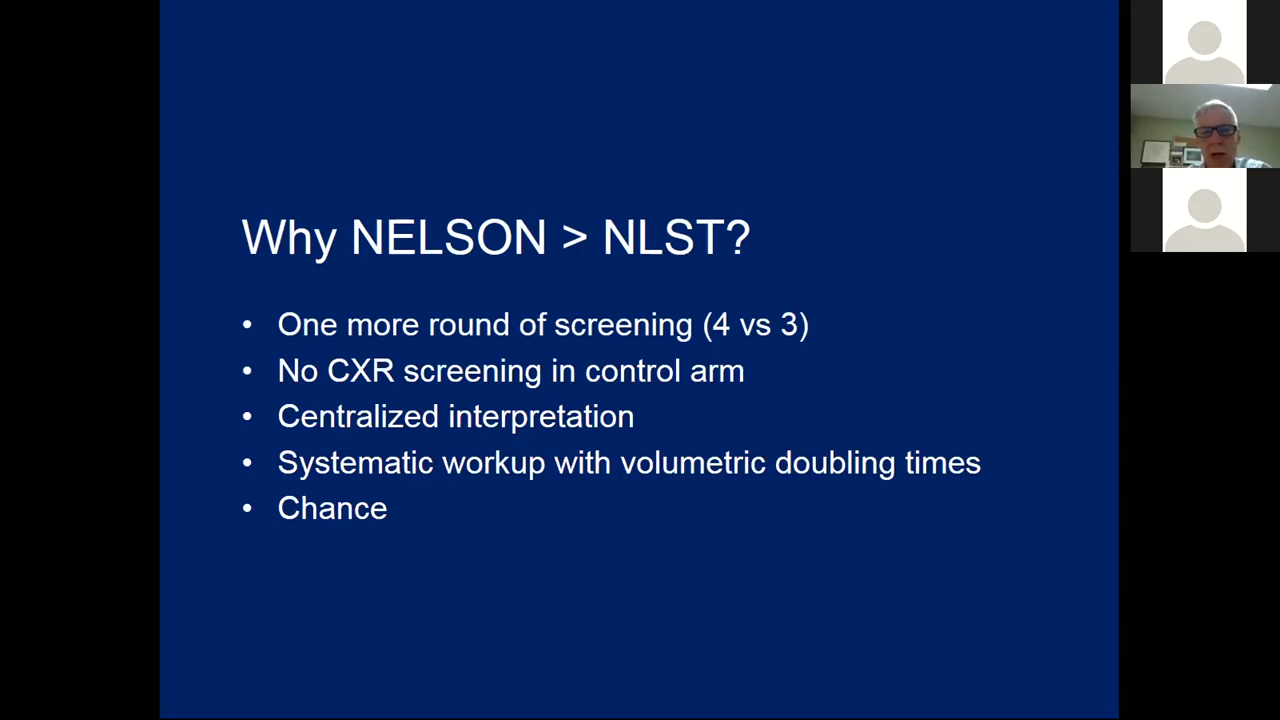 Why NELSON > NLST?
• One more round of screening (4 vs 3)
• No CXR screening in control arm
• Centralized interpretation
• Systematic workup with volumetric doubling times
• Chance